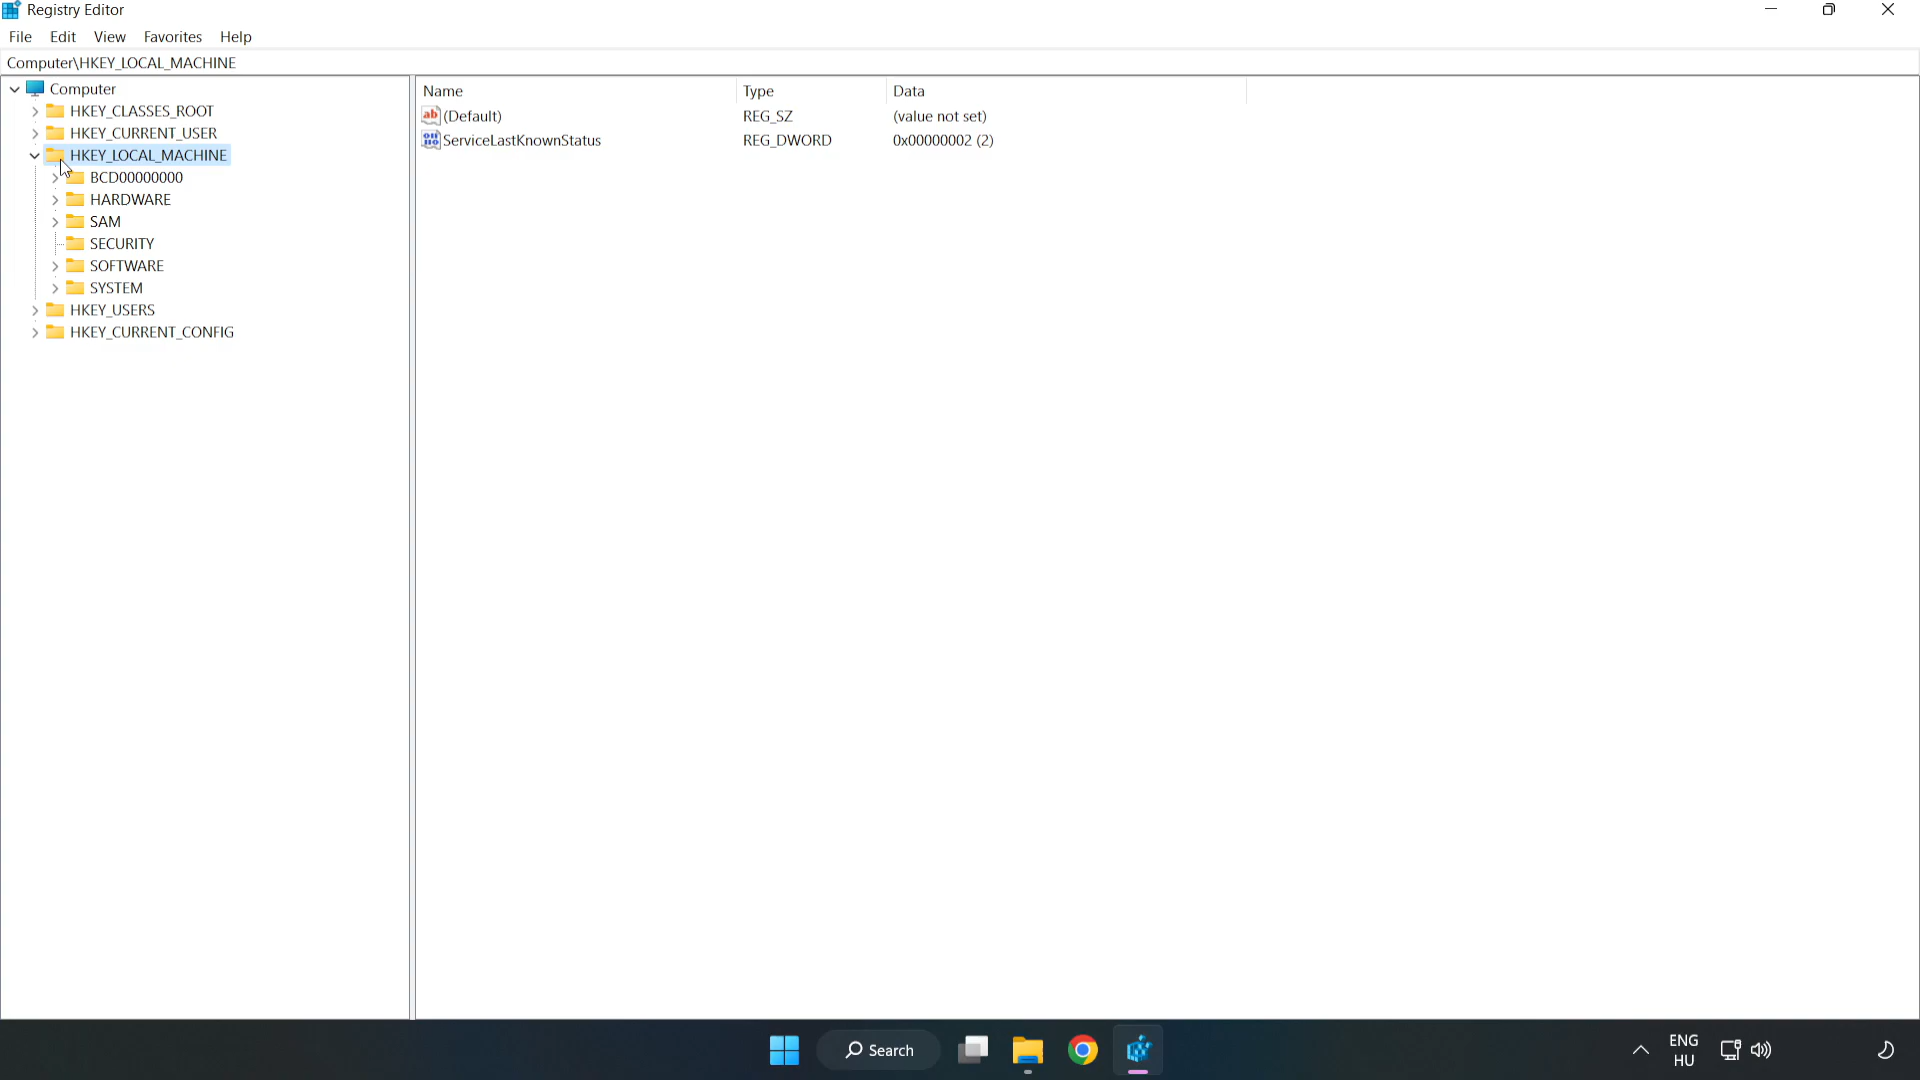 Registry Editor
File Edit View Favorites Help
Computer\HKEY_LOCAL_MACHINE
Computer
HKEY_CLASSES_ROOT
HKEY_CURRENT_USER
HKEY_LOCAL_MACHINE
BCD00000000
HARDWARE
SAM
SECURITY
SOFTWARE
SYSTEM
HKEY_USERS
HKEY_CURRENT_CONFIG
Name Type Data
ab (Default) REG_SZ (value not set)
ServiceLastKnownStatus REG_DWORD 0x00000002 (2)
Search
ENG
HU